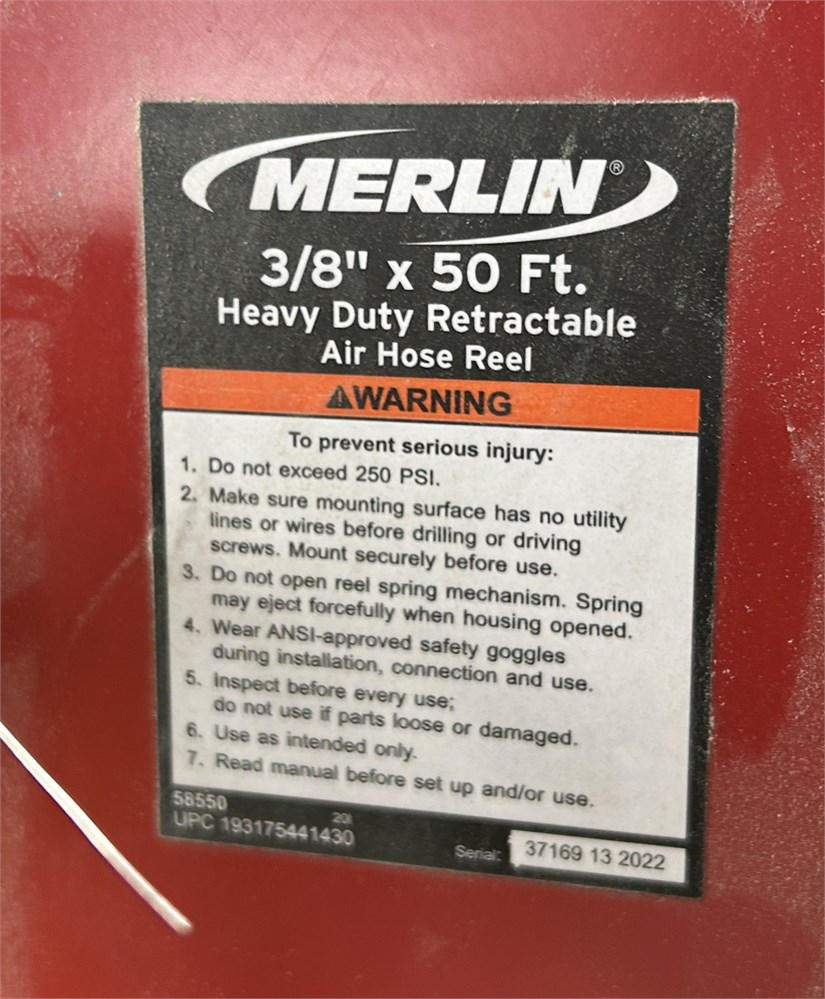 MERLIN®
3/8" x 50 Ft.
Heavy Duty Retractable
Air Hose Reel
⚠WARNING
To prevent serious injury:
1. Do not exceed 250 PSI.
2. Make sure mounting surface has no utility
lines or wires before drilling or driving
screws. Mount securely before use.
3. Do not open reel spring mechanism. Spring
may eject forcefully when housing opened.
4. Wear ANSI-approved safety goggles
during installation, connection and use.
5. Inspect before every use;
do not use if parts loose or damaged.
6. Use as intended only.
7. Read manual before set up and/or use.
58550
20l
UPC 193175441430
Serial: 37169 13 2022